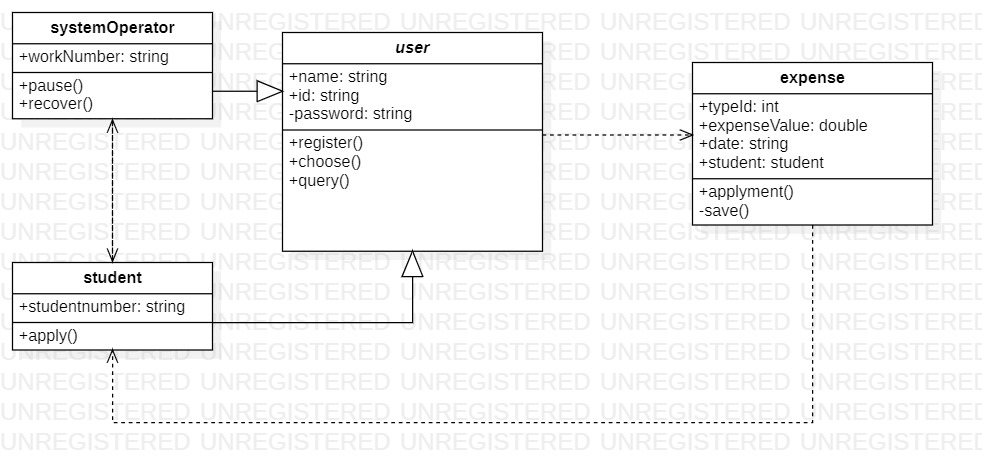 systemOperator
+workNumber: string
+pause()
+recover()
user
+name: string
+id: string
-password: string
+register()
+choose()
+query()
expense
+typeId: int
+expenseValue: double
+date: string
+student: student
+applyment()
-save()
student
+studentnumber: string
+apply()
UNREGISTERED